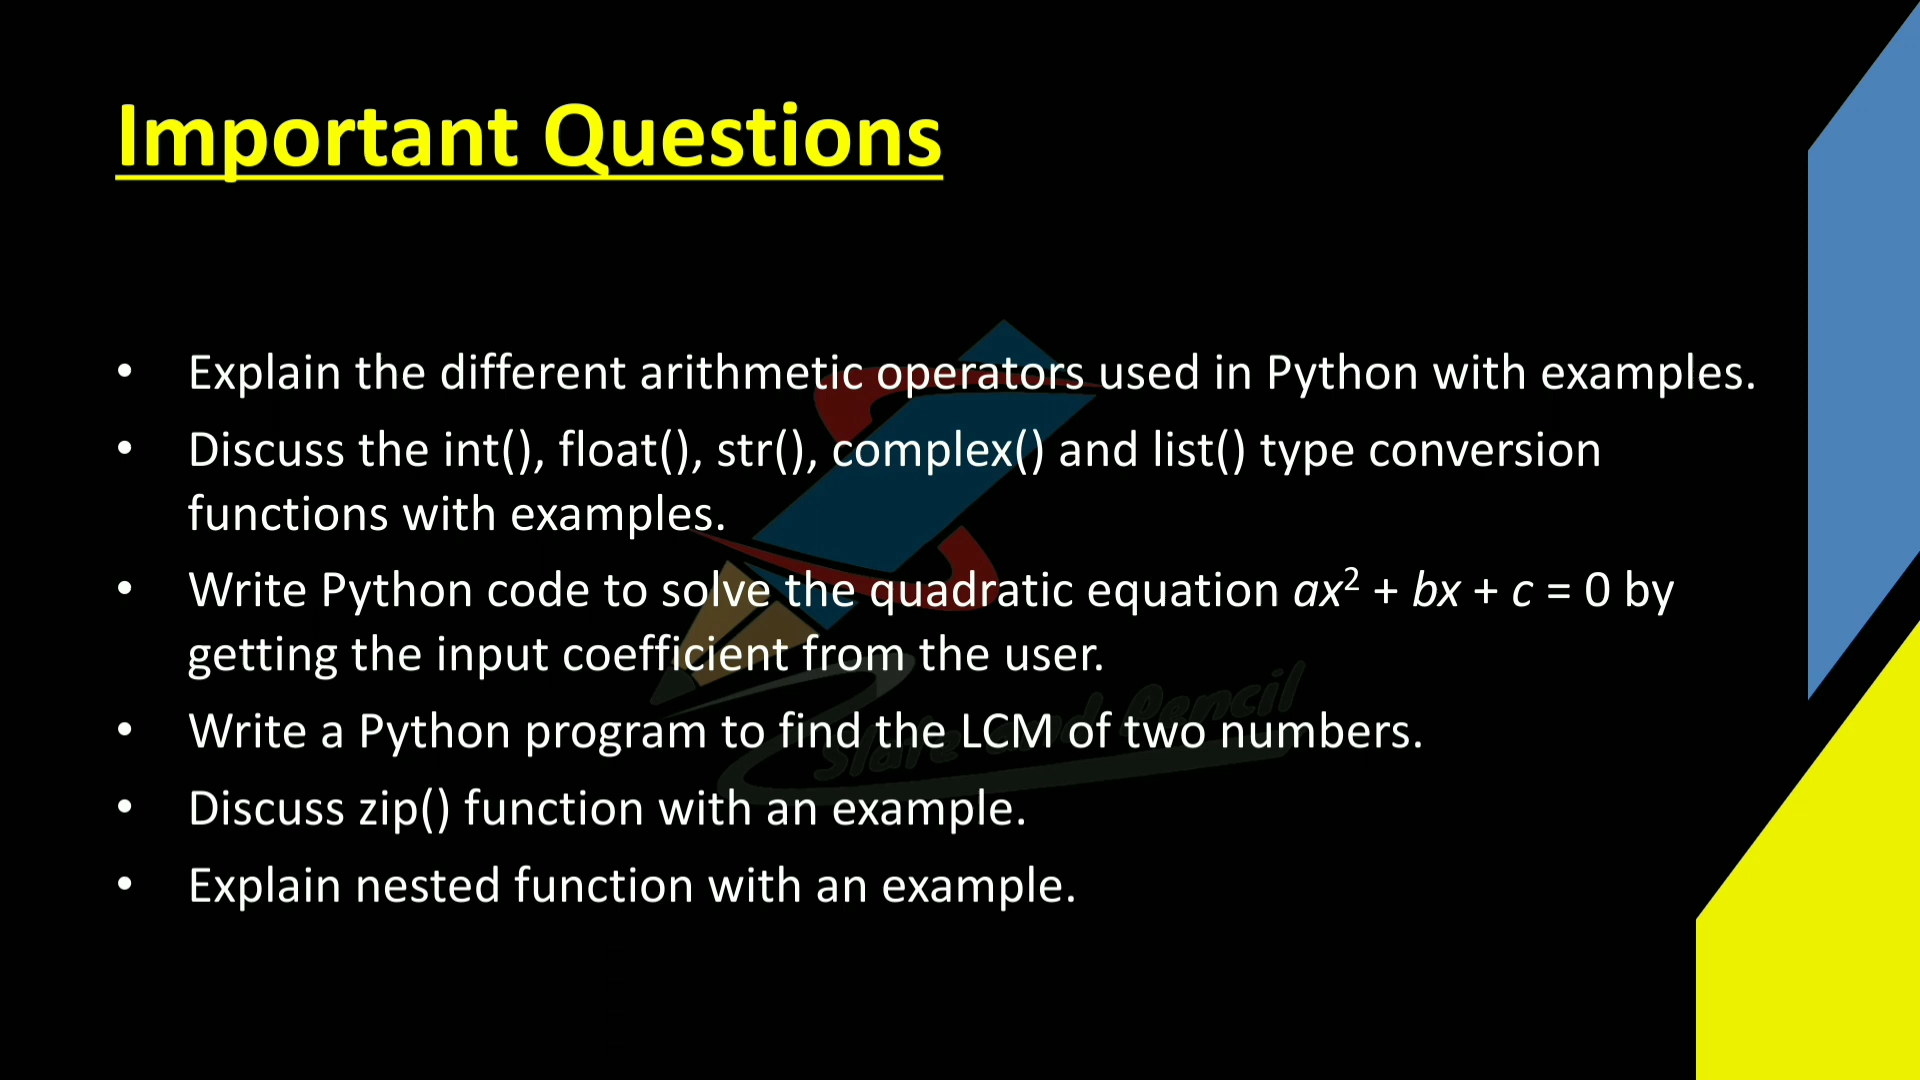 Important Questions
• Explain the different arithmetic operators used in Python with examples.
• Discuss the int(), float(), str(), complex() and list() type conversion
functions with examples.
• Write Python code to solve the quadratic equation ax² + bx + c = 0 by
getting the input coefficient from the user.
• Write a Python program to find the LCM of two numbers.
Slate and Pencil
• Discuss zip() function with an example.
• Explain nested function with an example.